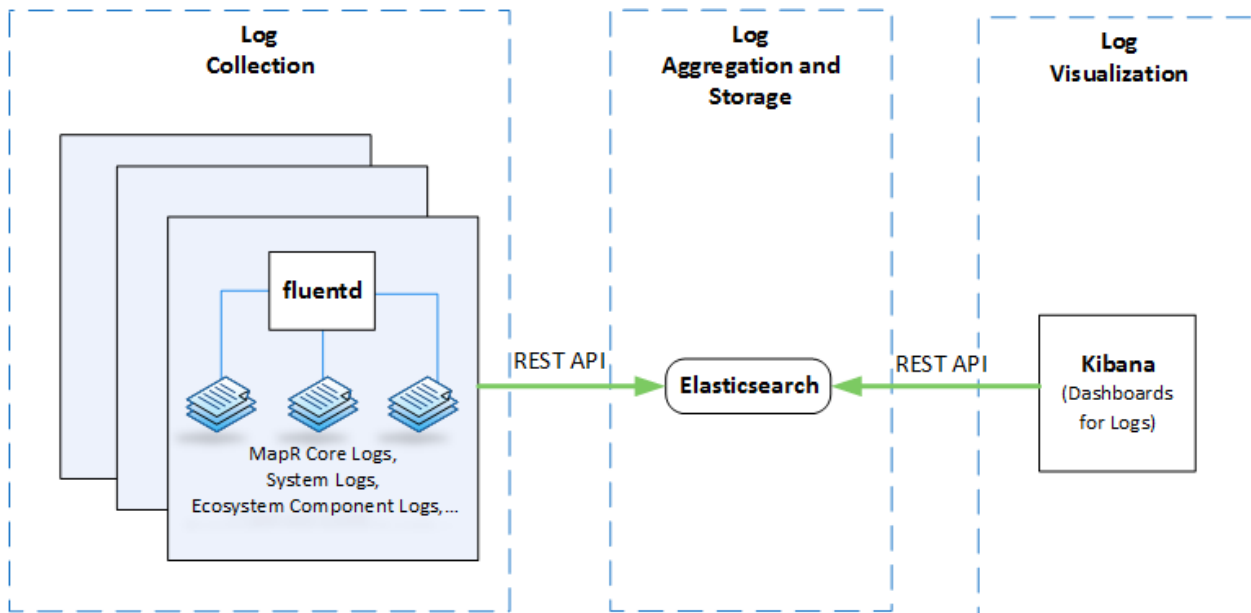 Log
Collection
fluentd
MapR Core Logs,
System Logs,
Ecosystem Component Logs,...
REST API
Log
Aggregation and
Storage
Elasticsearch
REST API
Log
Visualization
Kibana
(Dashboards
for Logs)